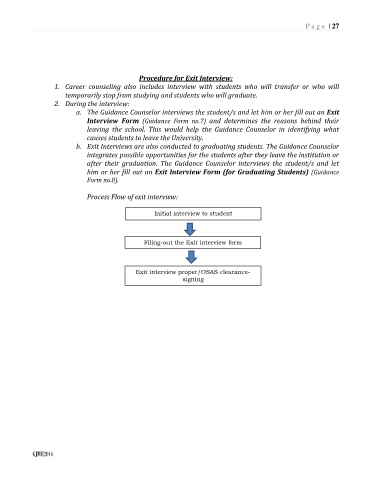 P a g e | 27
Procedure for Exit Interview:
1. Career counseling also includes interview with students who will transfer or who will
temporarily stop from studying and students who will graduate.
2. During the interview:
a. The Guidance Counselor interviews the student/s and let him or her fill out an Exit
Interview Form (Guidance Form no.7) and determines the reasons behind their
leaving the school. This would help the Guidance Counselor in identifying what
causes students to leave the University.
b. Exit Interviews are also conducted to graduating students. The Guidance Counselor
integrates possible opportunities for the students after they leave the institution or
after their graduation. The Guidance Counselor interviews the student/s and let
him or her fill out an Exit Interview Form (for Graduating Students) (Guidance
Form no.8).
Process Flow of exit interview:
Initial interview to student
Filing-out the Exit interview form
Exit interview proper/OSAS clearance-
signing
2016